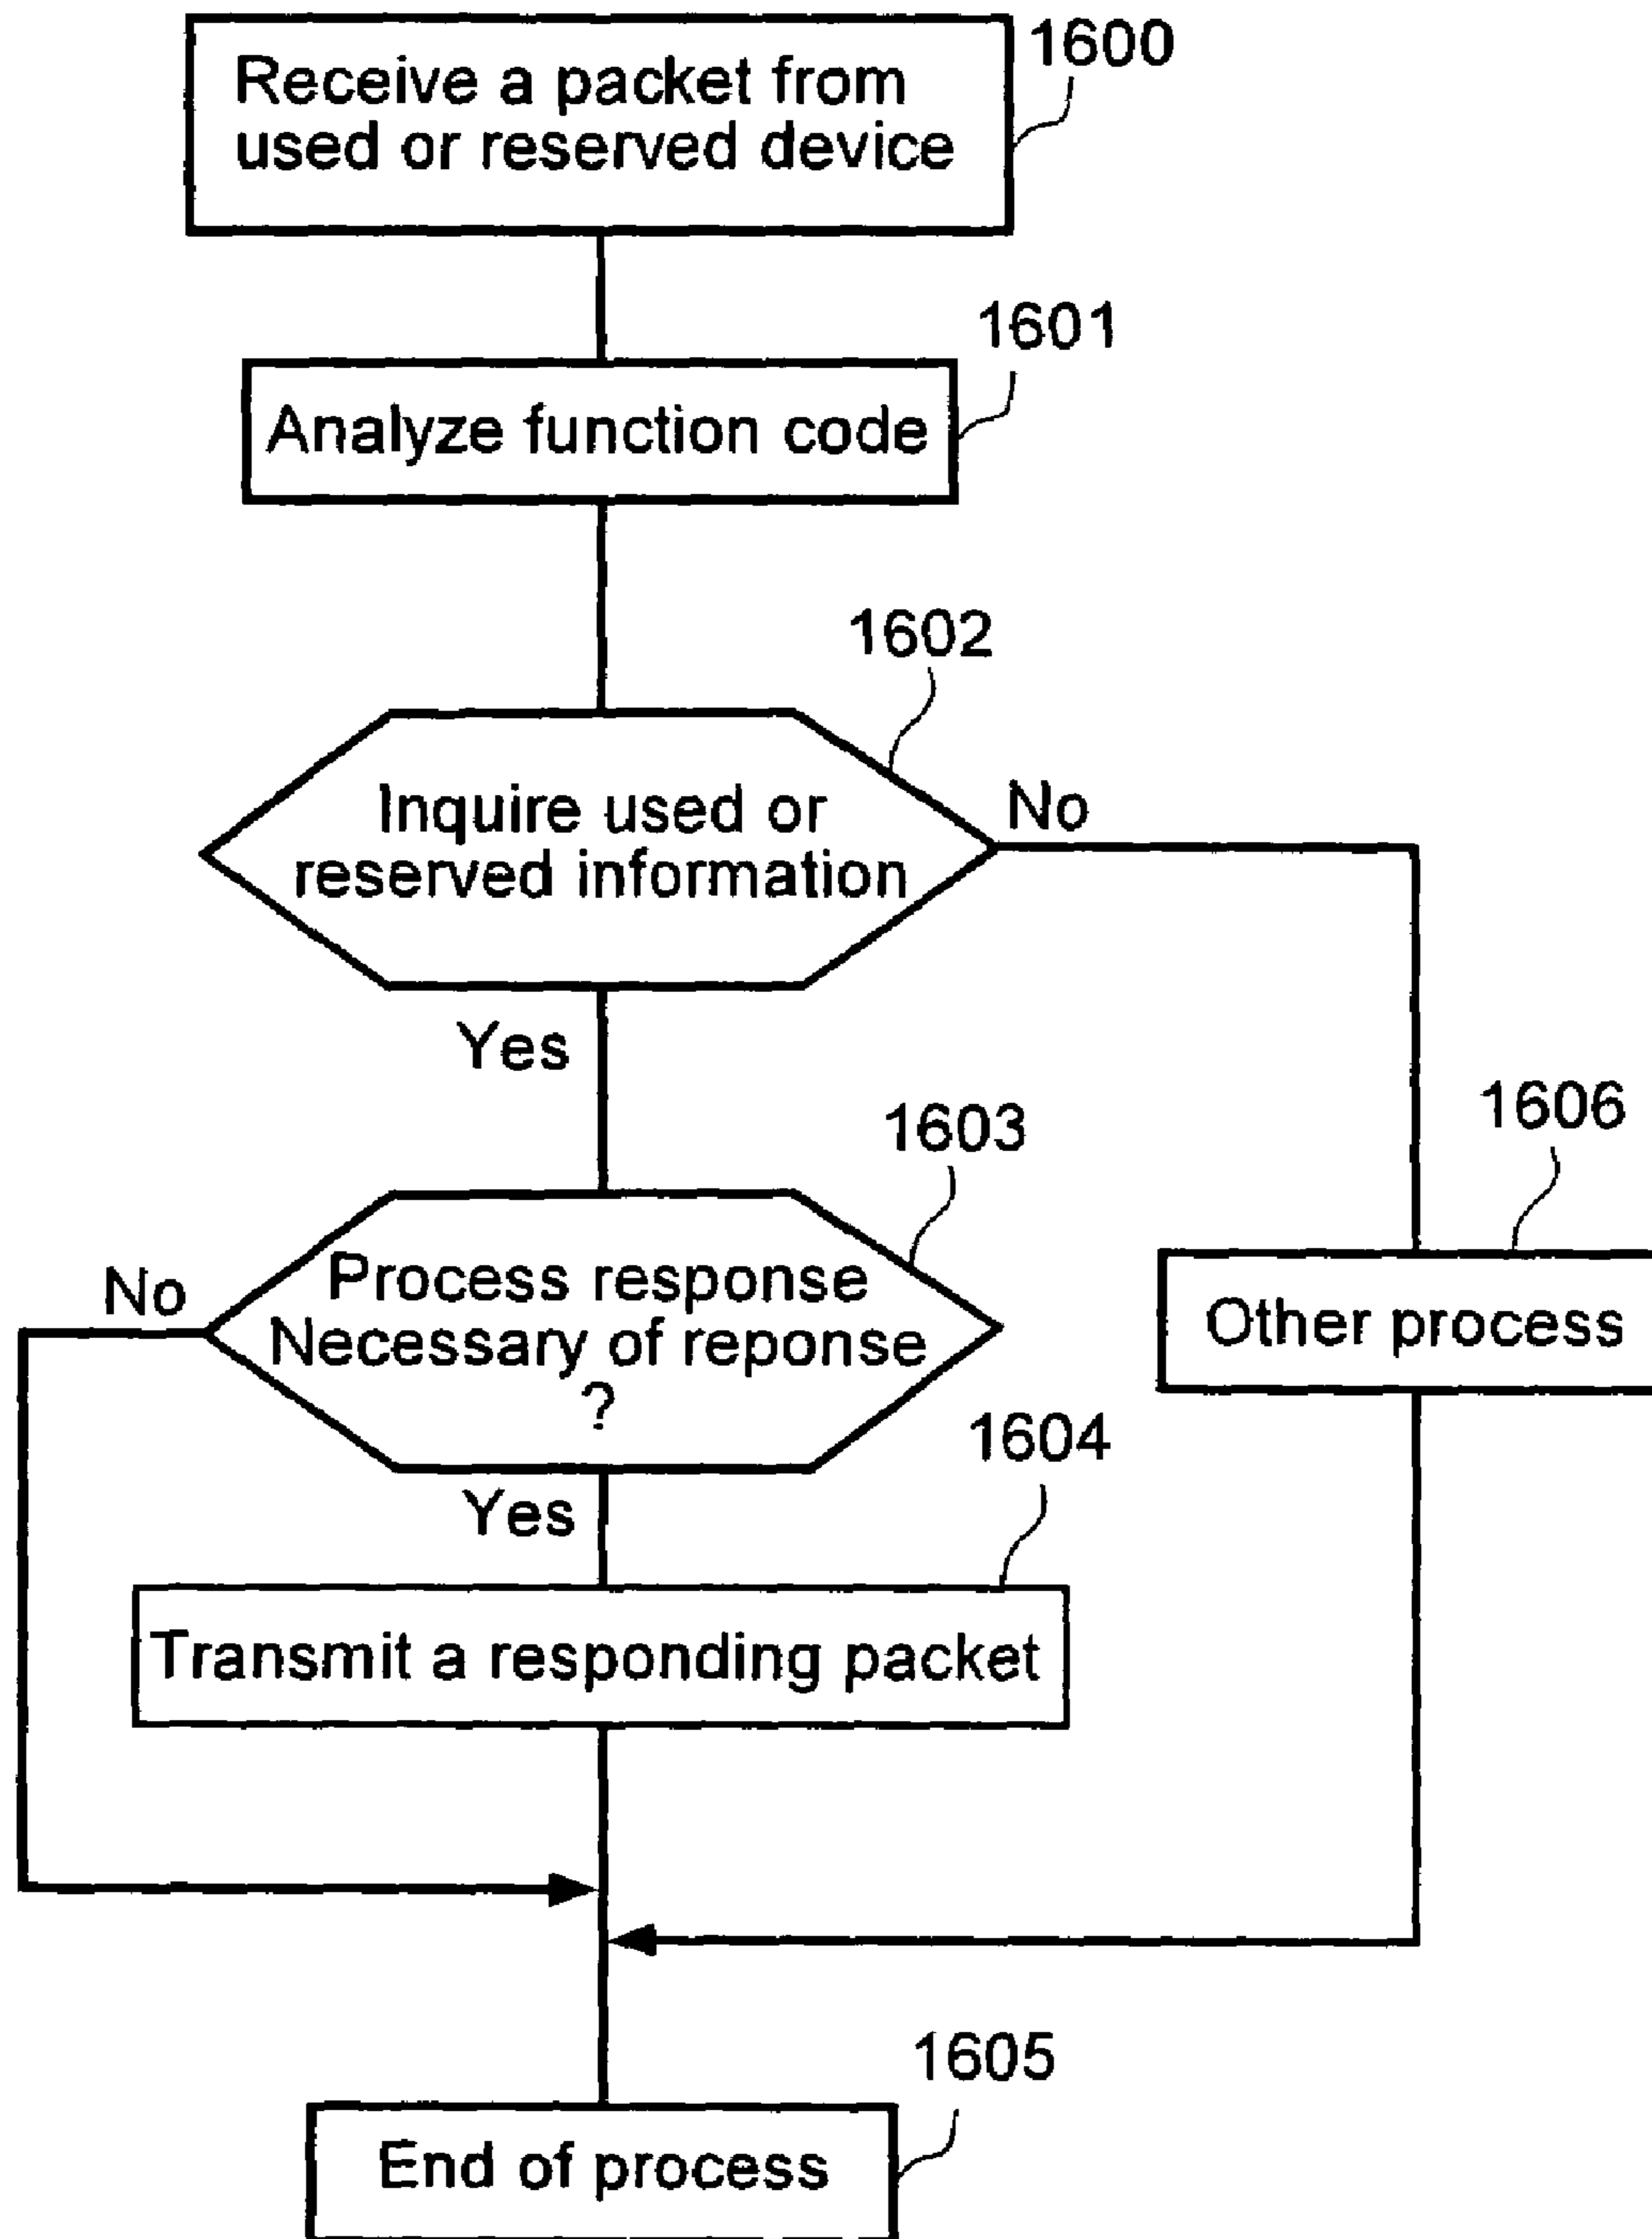 1600
Receive a packet from
used or reserved device
1601
Analyze function code
1602
Inquire used or
reserved information
No
Yes
1603
Process response
Necessary of reponse
?
No
1606
Other process
Yes
1604
Transmit a responding packet
1605
End of process